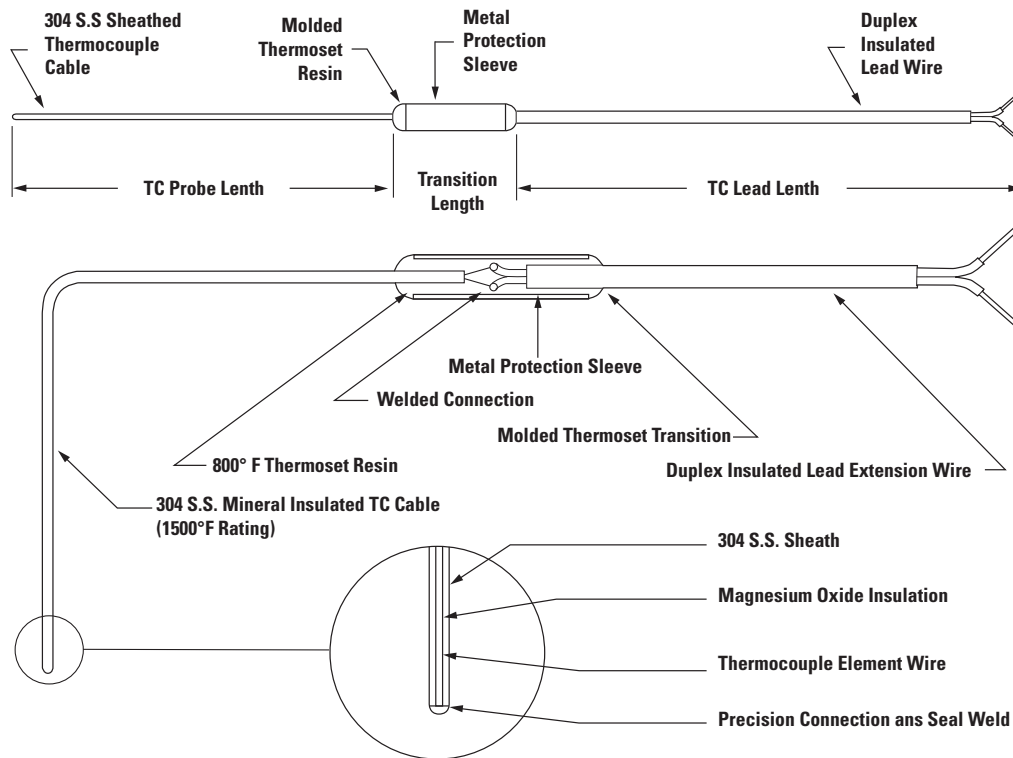 304 S.S Sheathed
Thermocouple
Cable
Molded
Thermoset
Resin
Metal
Protection
Sleeve
Duplex
Insulated
Lead Wire
TC Probe Lenth
Transition
Length
TC Lead Lenth
Metal Protection Sleeve
Welded Connection
Molded Thermoset Transition
800° F Thermoset Resin
Duplex Insulated Lead Extension Wire
304 S.S. Mineral Insulated TC Cable
(1500°F Rating)
304 S.S. Sheath
Magnesium Oxide Insulation
Thermocouple Element Wire
Precision Connection ans Seal Weld